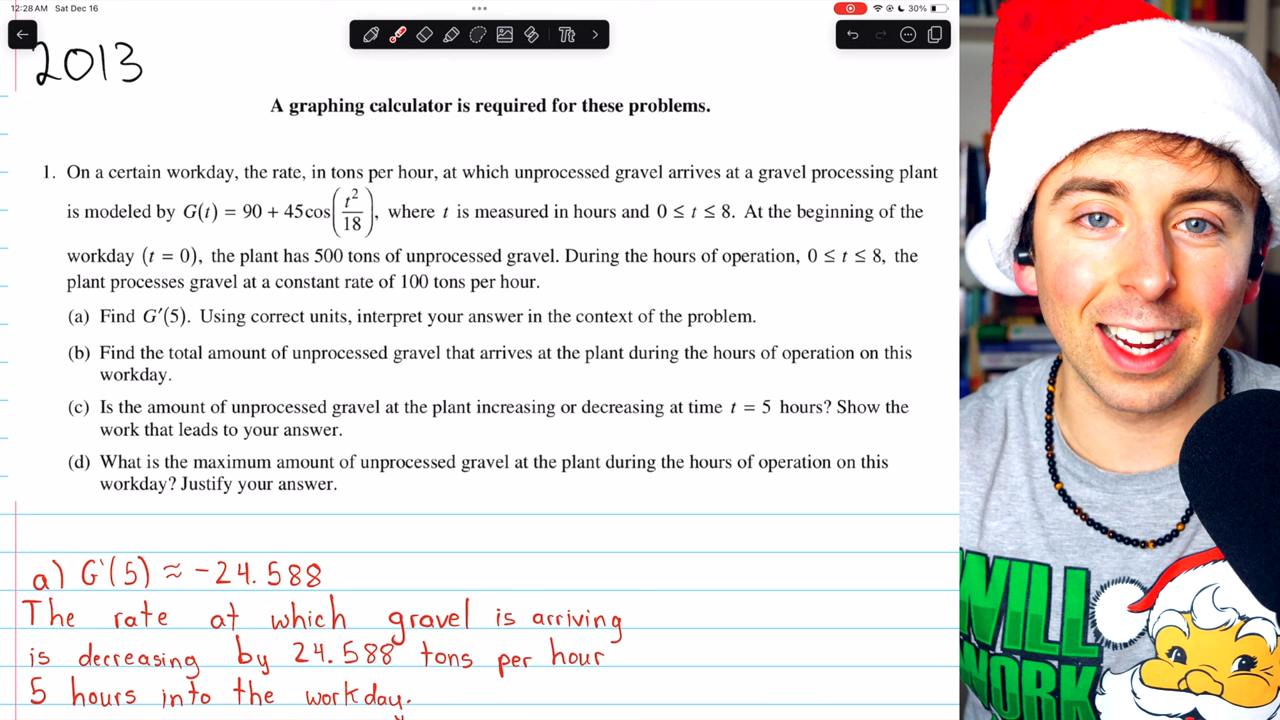 12:28 AM Sat Dec 16
30%
2013
A graphing calculator is required for these problems.
1. On a certain workday, the rate, in tons per hour, at which unprocessed gravel arrives at a gravel processing plant
is modeled by G(t) = 90 + 45cos(t²/18), where t is measured in hours and 0 ≤ t ≤ 8. At the beginning of the
workday (t = 0), the plant has 500 tons of unprocessed gravel. During the hours of operation, 0 ≤ t ≤ 8, the
plant processes gravel at a constant rate of 100 tons per hour.
(a) Find G′(5). Using correct units, interpret your answer in the context of the problem.
(b) Find the total amount of unprocessed gravel that arrives at the plant during the hours of operation on this
workday.
(c) Is the amount of unprocessed gravel at the plant increasing or decreasing at time t = 5 hours? Show the
work that leads to your answer.
(d) What is the maximum amount of unprocessed gravel at the plant during the hours of operation on this
workday? Justify your answer.
a) G'(5) ≈ -24.588
The rate at which gravel is arriving
is decreasing by 24.588 tons per hour
5 hours into the workday.
WILL
WORK